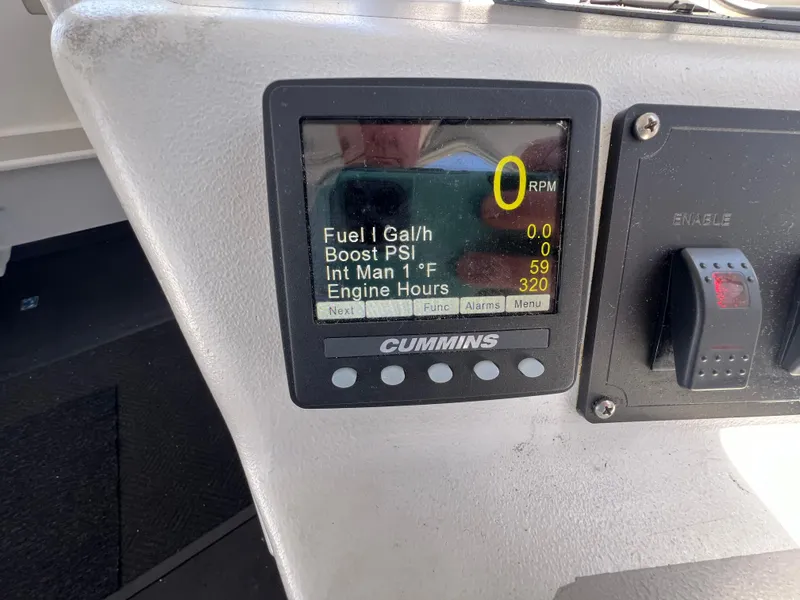 0 RPM
Fuel I Gal/h 0.0
Boost PSI 0
Int Man 1 °F 59
Engine Hours 320
Next Func Alarms Menu
CUMMINS
ENABLE